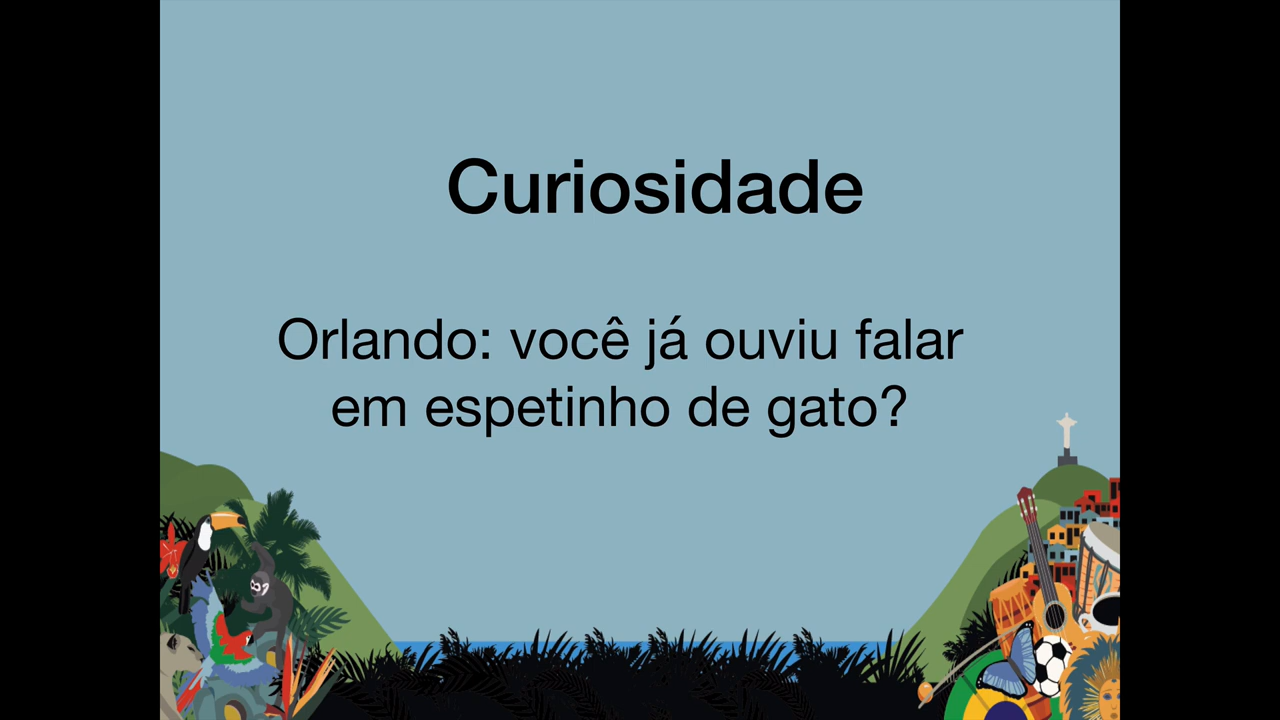 Curiosidade
Orlando: você já ouviu falar
em espetinho de gato?